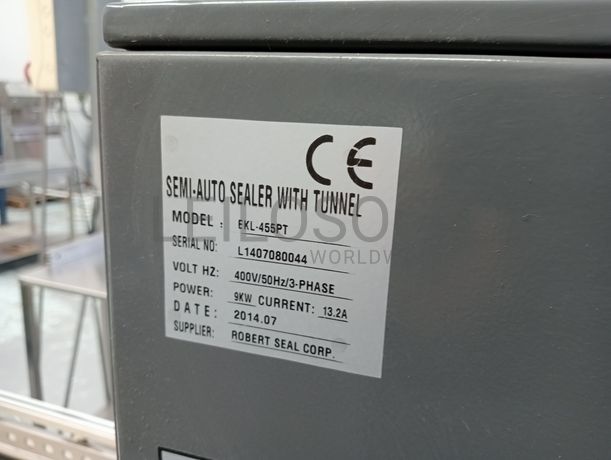 CE
SEMI-AUTO SEALER WITH TUNNEL
MODEL : EKL-455PT
SERIAL NO: L1407080044
VOLT HZ: 400V/50Hz/3-PHASE
POWER: 9KW CURRENT: 13.2A
DATE: 2014.07
SUPPLIER: ROBERT SEAL CORP.